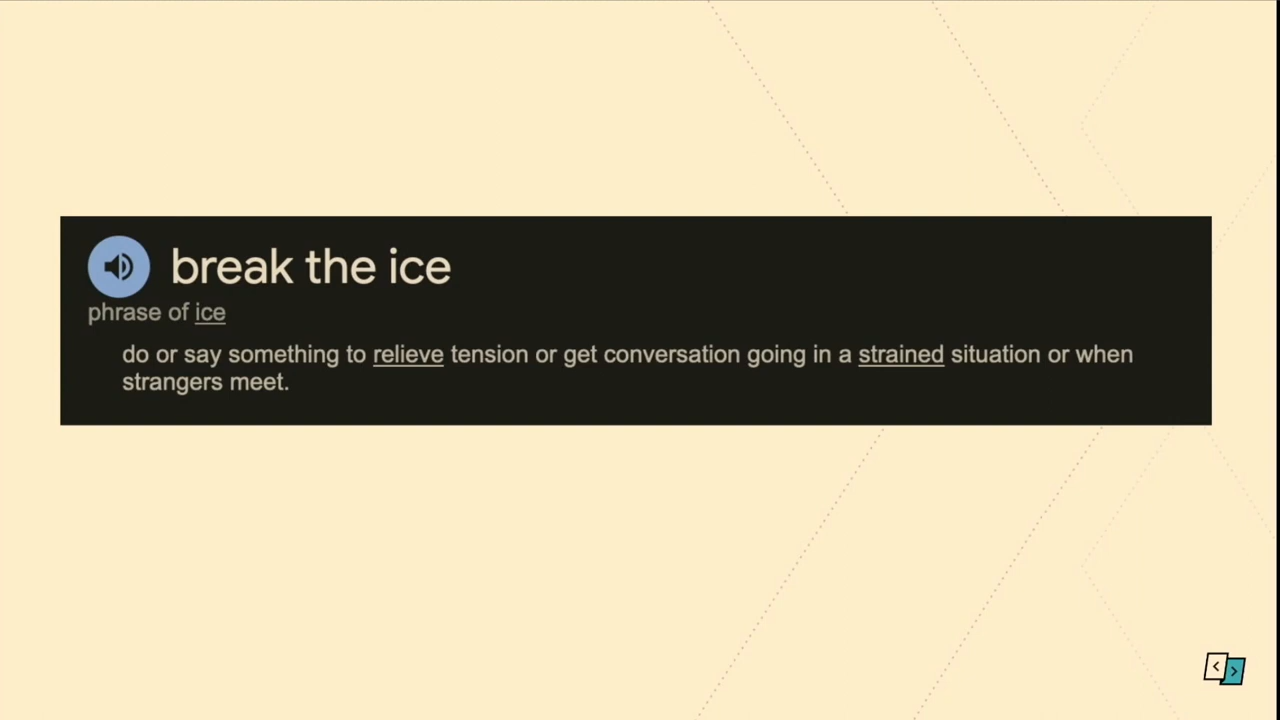 break the ice
phrase of ice
do or say something to relieve tension or get conversation going in a strained situation or when
strangers meet.